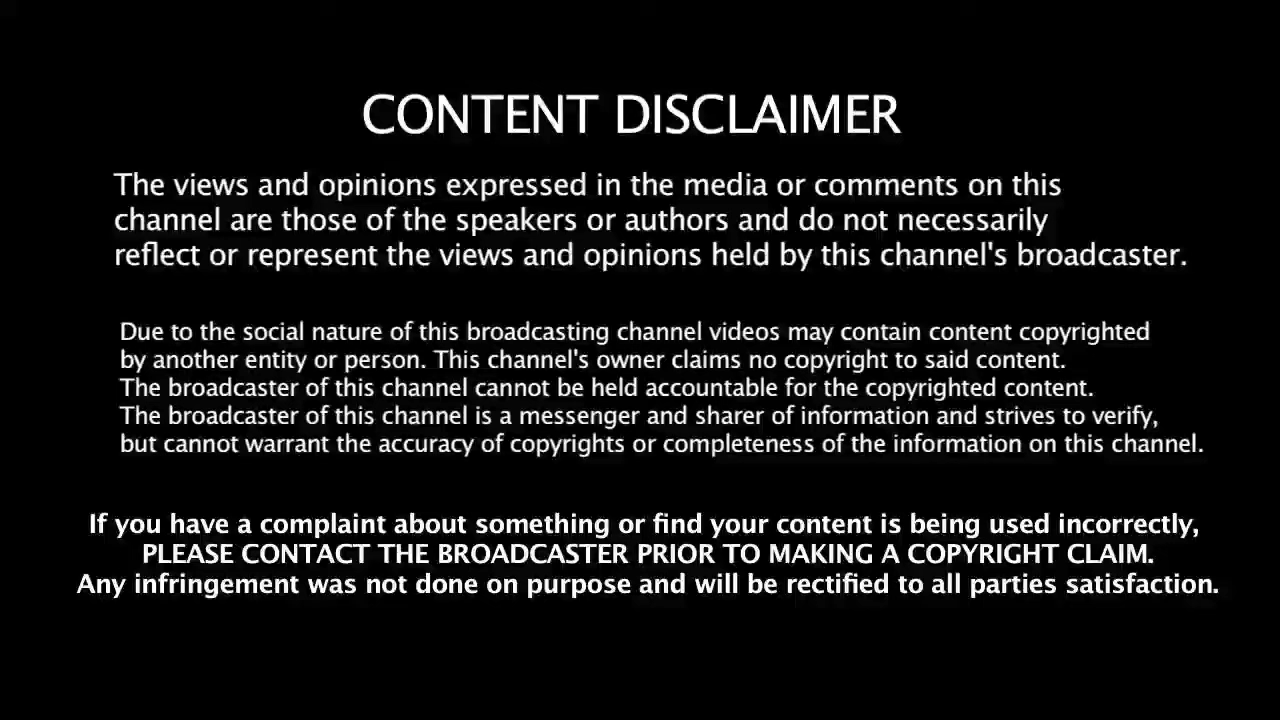 CONTENT DISCLAIMER
The views and opinions expressed in the media or comments on this
channel are those of the speakers or authors and do not necessarily
reflect or represent the views and opinions held by this channel's broadcaster.
Due to the social nature of this broadcasting channel videos may contain content copyrighted
by another entity or person. This channel's owner claims no copyright to said content.
The broadcaster of this channel cannot be held accountable for the copyrighted content.
The broadcaster of this channel is a messenger and sharer of information and strives to verify,
but cannot warrant the accuracy of copyrights or completeness of the information on this channel.
If you have a complaint about something or find your content is being used incorrectly,
PLEASE CONTACT THE BROADCASTER PRIOR TO MAKING A COPYRIGHT CLAIM.
Any infringement was not done on purpose and will be rectified to all parties satisfaction.